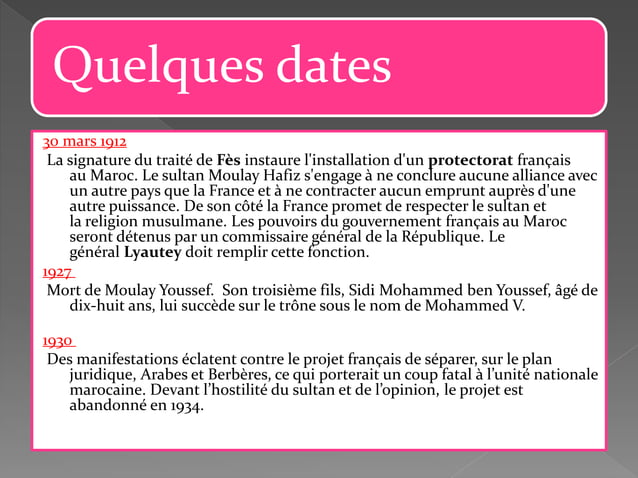 Quelques dates
30 mars 1912
La signature du traité de Fès instaure l'installation d'un protectorat français
au Maroc. Le sultan Moulay Hafiz s'engage à ne conclure aucune alliance avec
un autre pays que la France et à ne contracter aucun emprunt auprès d'une
autre puissance. De son côté la France promet de respecter le sultan et
la religion musulmane. Les pouvoirs du gouvernement français au Maroc
seront détenus par un commissaire général de la République. Le
général Lyautey doit remplir cette fonction.
1927
Mort de Moulay Youssef. Son troisième fils, Sidi Mohammed ben Youssef, âgé de
dix-huit ans, lui succède sur le trône sous le nom de Mohammed V.
1930
Des manifestations éclatent contre le projet français de séparer, sur le plan
juridique, Arabes et Berbères, ce qui porterait un coup fatal à l’unité nationale
marocaine. Devant l’hostilité du sultan et de l’opinion, le projet est
abandonné en 1934.